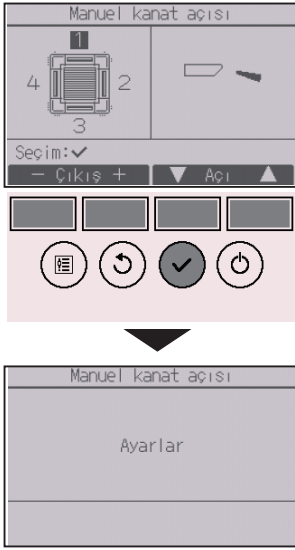 Manuel kanat açısı
1
4
2
3
Seçim:✔
− Çıkış + ▼ Açı ▲
Manuel kanat açısı
Ayarlar